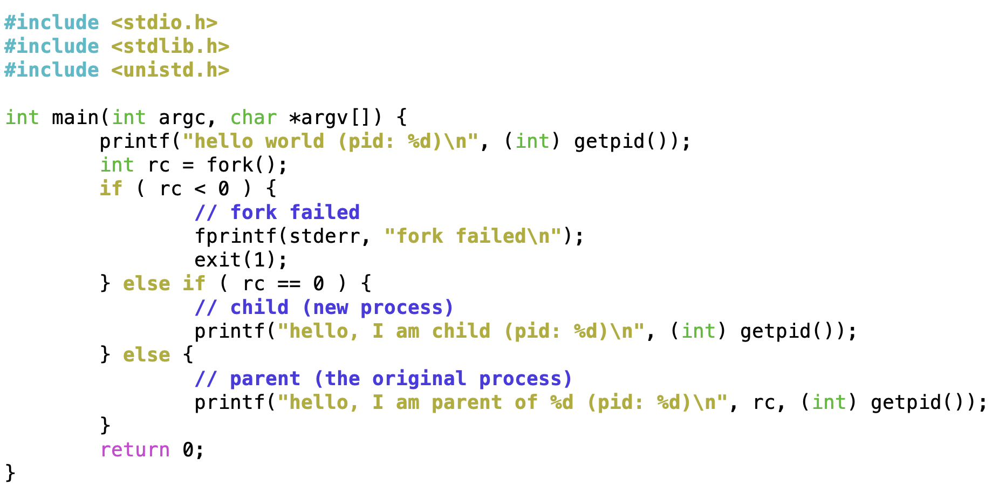 #include <stdio.h>
#include <stdlib.h>
#include <unistd.h>

int main(int argc, char *argv[]) {
        printf("hello world (pid: %d)\n", (int) getpid());
        int rc = fork();
        if ( rc < 0 ) {
                // fork failed
                fprintf(stderr, "fork failed\n");
                exit(1);
        } else if ( rc == 0 ) {
                // child (new process)
                printf("hello, I am child (pid: %d)\n", (int) getpid());
        } else {
                // parent (the original process)
                printf("hello, I am parent of %d (pid: %d)\n", rc, (int) getpid());
        }
        return 0;
}